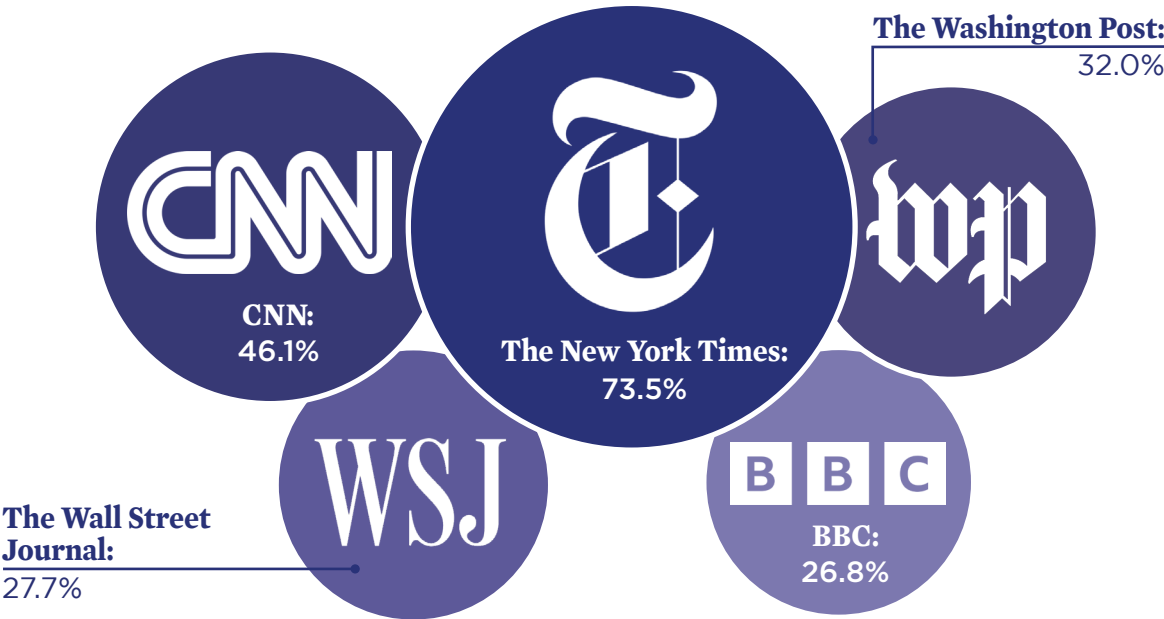 The Washington Post:
32.0%
CNN
CNN:
46.1%
T
The New York Times:
73.5%
wp
WSJ
The Wall Street
Journal:
27.7%
BBC
BBC:
26.8%